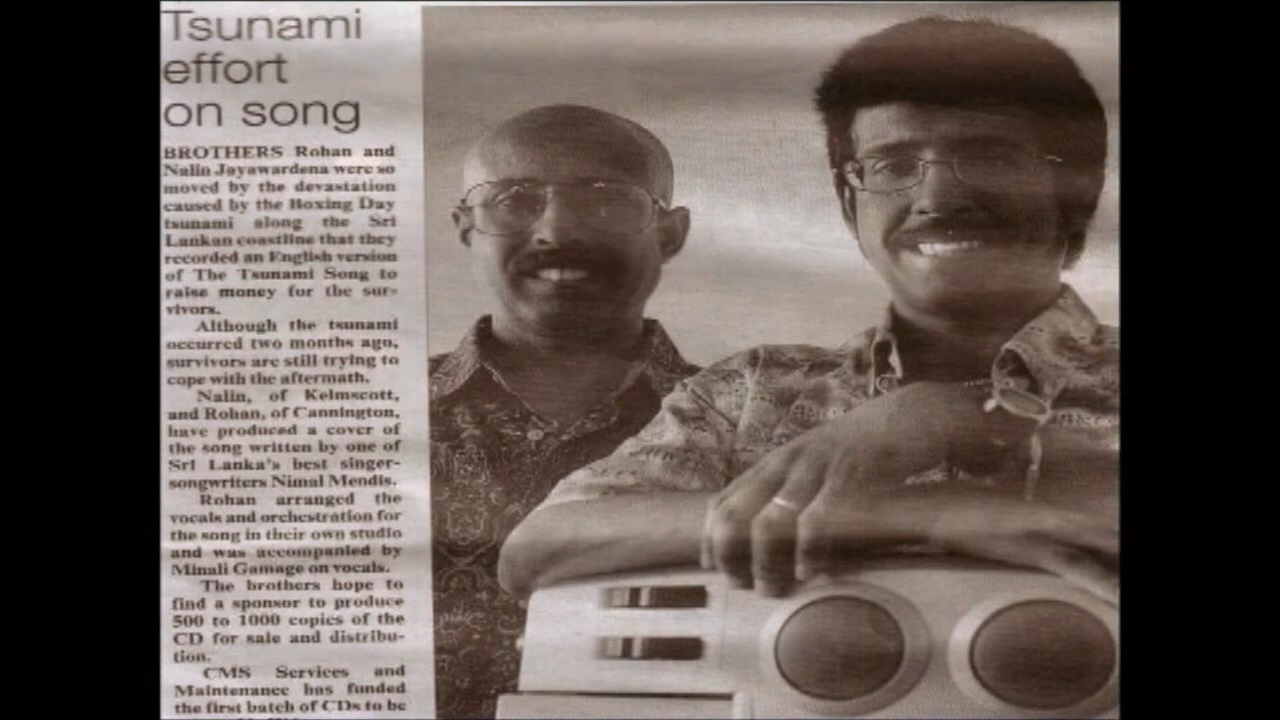 Tsunami
effort
on song
BROTHERS Rohan and
Nalin Jayawardena were so
moved by the devastation
caused by the Boxing Day
tsunami along the Sri
Lankan coastline that they
recorded an English version
of The Tsunami Song to
raise money for the sur-
vivors.
Although the tsunami
occurred two months ago,
survivors are still trying to
cope with the aftermath.
Nalin, of Kelmscott,
and Rohan, of Cannington,
have produced a cover of
the song written by one of
Sri Lanka's best singer-
songwriters Nimal Mendis.
Rohan arranged the
vocals and orchestration for
the song in their own studio
and was accompanied by
Minali Gamage on vocals.
The brothers hope to
find a sponsor to produce
500 to 1000 copies of the
CD for sale and distribu-
tion.
CMS Services and
Maintenance has funded
the first batch of CDs to be